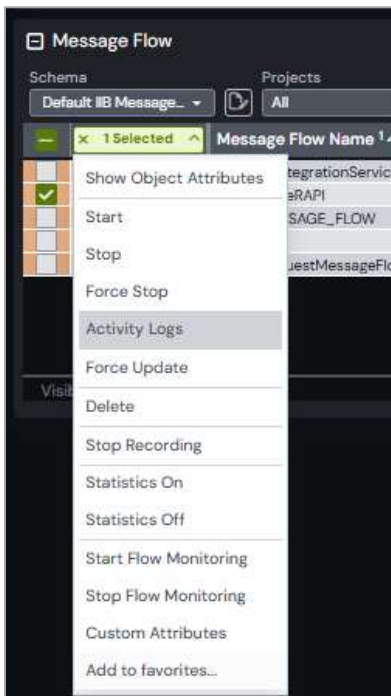 Message Flow
Schema Projects
Default IIB Message... All
× 1 Selected Message Flow Name 1
Show Object Attributes
Start
Stop
Force Stop
Activity Logs
Force Update
Delete
Stop Recording
Statistics On
Statistics Off
Start Flow Monitoring
Stop Flow Monitoring
Custom Attributes
Add to favorites...